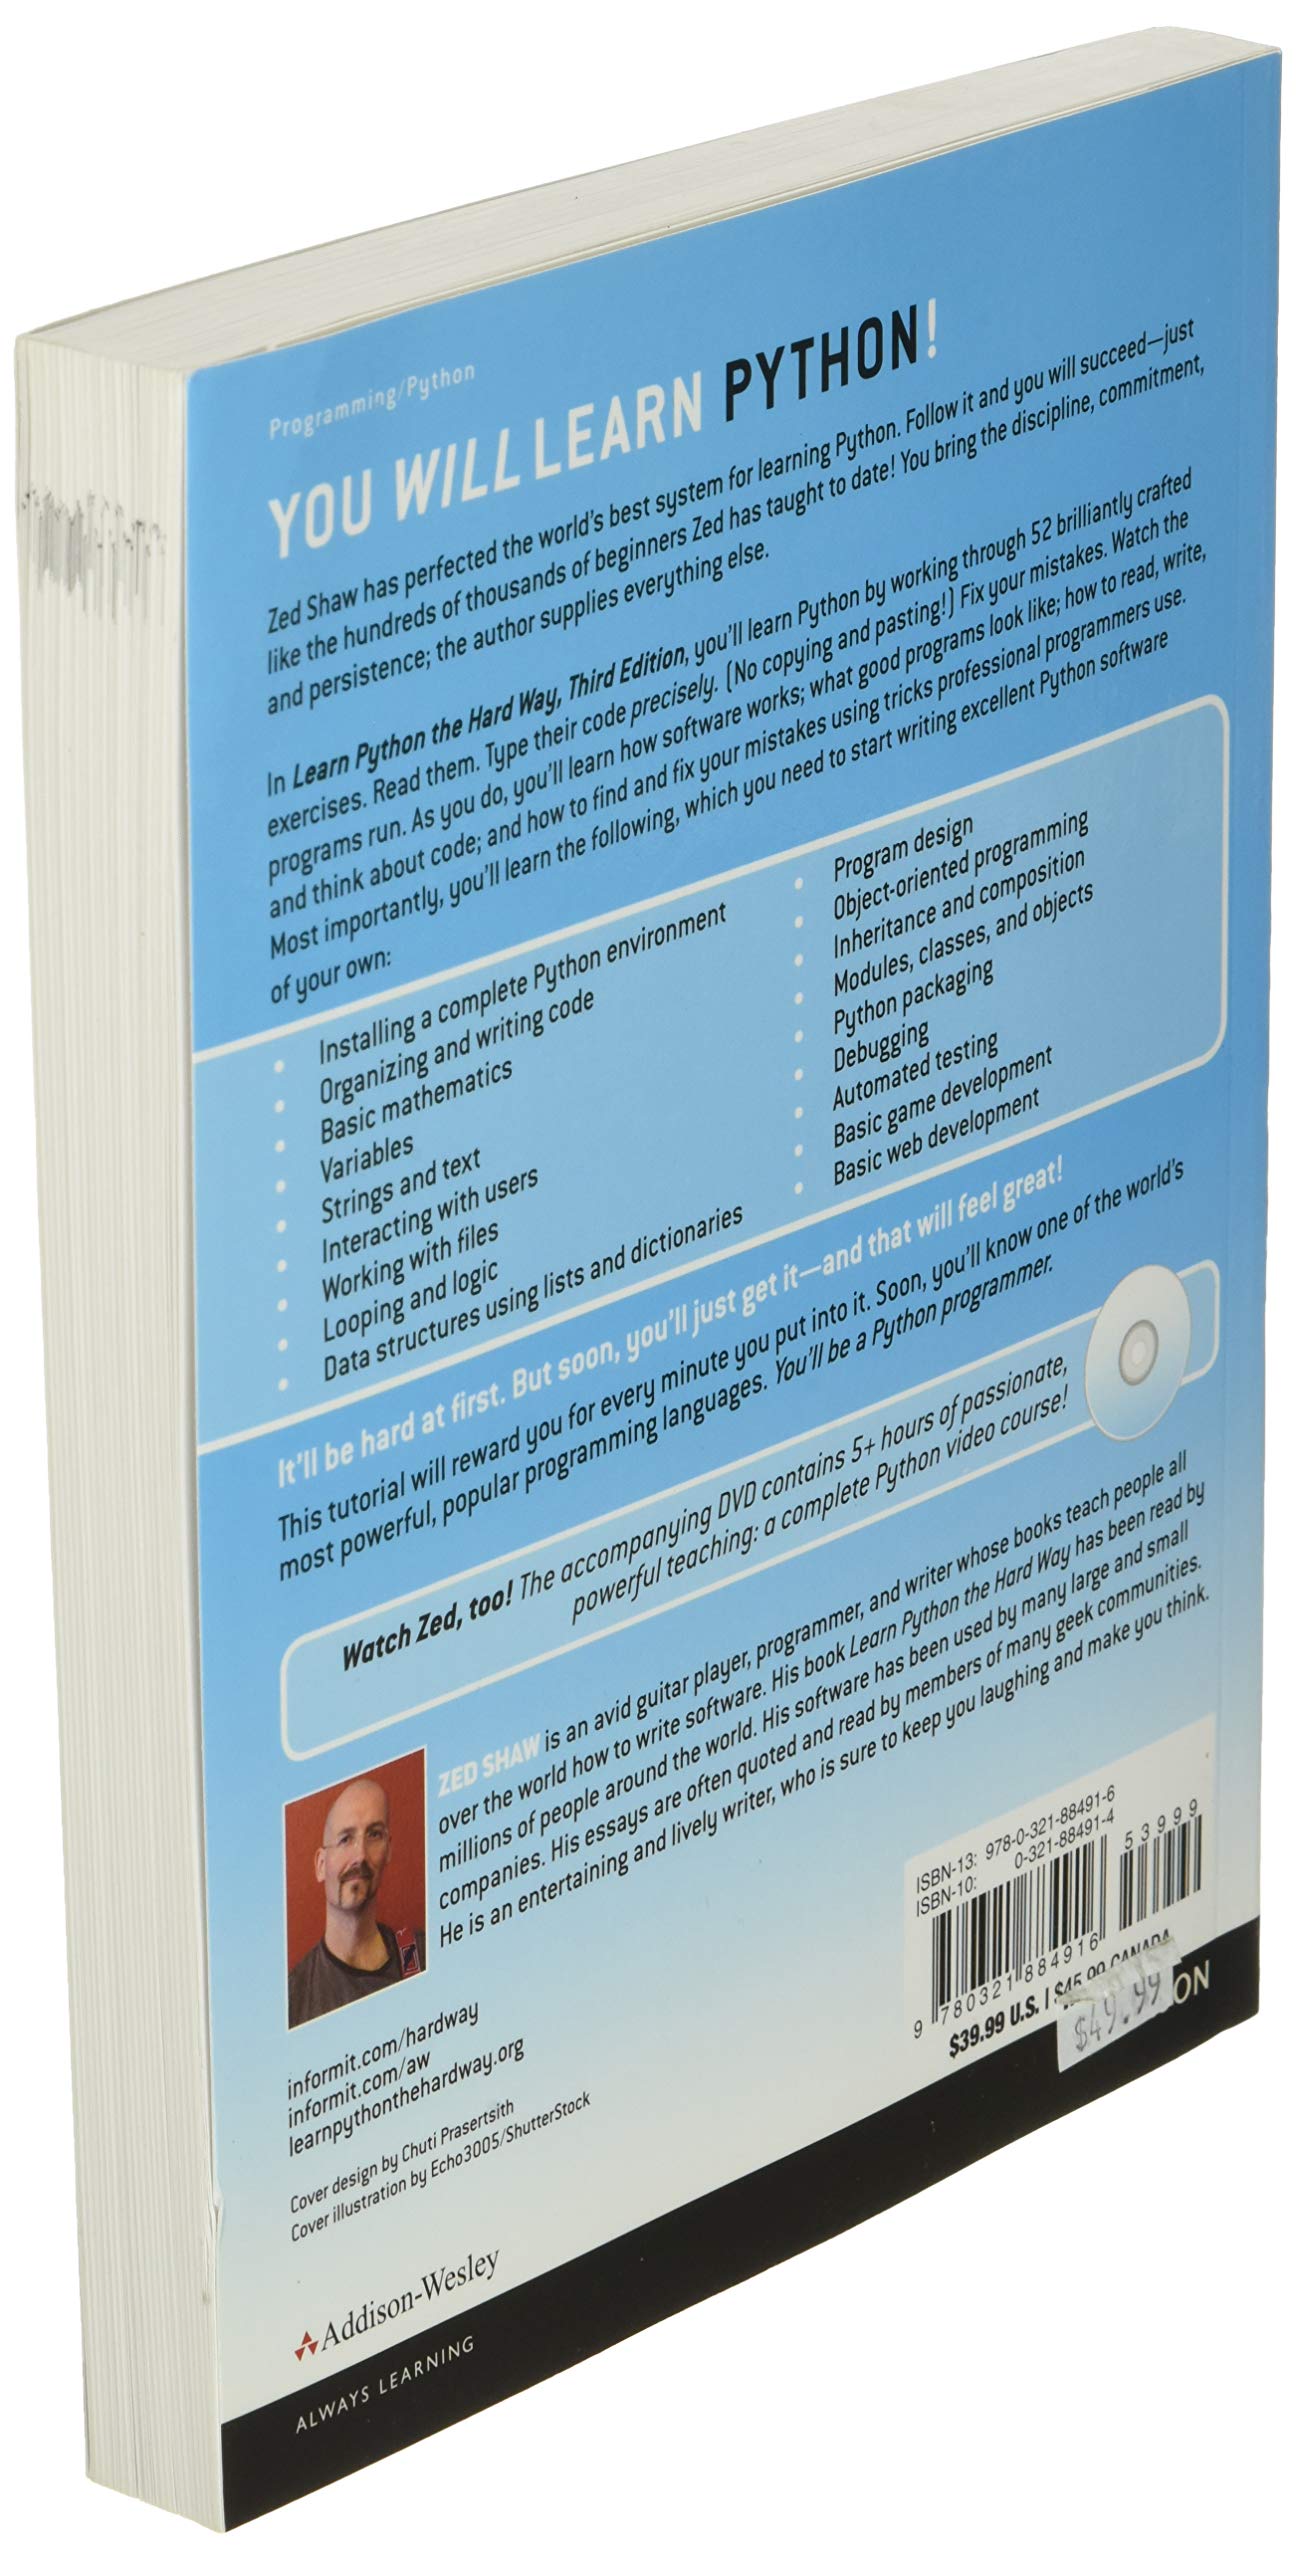 Programming/Python
YOU WILL LEARN PYTHON!
Zed Shaw has perfected the world's best system for learning Python. Follow it and you will succeed—just
like the hundreds of thousands of beginners Zed has taught to date! You bring the discipline, commitment,
and persistence; the author supplies everything else.
In Learn Python the Hard Way, Third Edition, you'll learn Python by working through 52 brilliantly crafted
exercises. Read them. Type their code precisely. (No copying and pasting!) Fix your mistakes. Watch the
programs run. As you do, you'll learn how software works; what good programs look like; how to read, write,
and think about code; and how to find and fix your mistakes using tricks professional programmers use.
Most importantly, you'll learn the following, which you need to start writing excellent Python software
of your own:
• Installing a complete Python environment
• Organizing and writing code
• Basic mathematics
• Variables
• Strings and text
• Interacting with users
• Working with files
• Looping and logic
• Data structures using lists and dictionaries
• Program design
• Object-oriented programming
• Inheritance and composition
• Modules, classes, and objects
• Python packaging
• Debugging
• Automated testing
• Basic game development
• Basic web development
It'll be hard at first. But soon, you'll just get it—and that will feel great!
This tutorial will reward you for every minute you put into it. Soon, you'll know one of the world's
most powerful, popular programming languages. You'll be a Python programmer.
Watch Zed, too! The accompanying DVD contains 5+ hours of passionate,
powerful teaching: a complete Python video course!
ZED SHAW is an avid guitar player, programmer, and writer whose books teach people all
over the world how to write software. His book Learn Python the Hard Way has been read by
millions of people around the world. His software has been used by many large and small
companies. His essays are often quoted and read by members of many geek communities.
He is an entertaining and lively writer, who is sure to keep you laughing and make you think.
informit.com/hardway
informit.com/aw
learnpythonthehardway.org
Cover design by Chuti Prasertsith
Cover illustration by Echo3005/ShutterStock
ISBN-13: 978-0-321-88491-6
ISBN-10: 0-321-88491-4
53999
9 780321 884916
$39.99 U.S. | $45.99 CANADA
$49.99
ON
Addison-Wesley
ALWAYS LEARNING